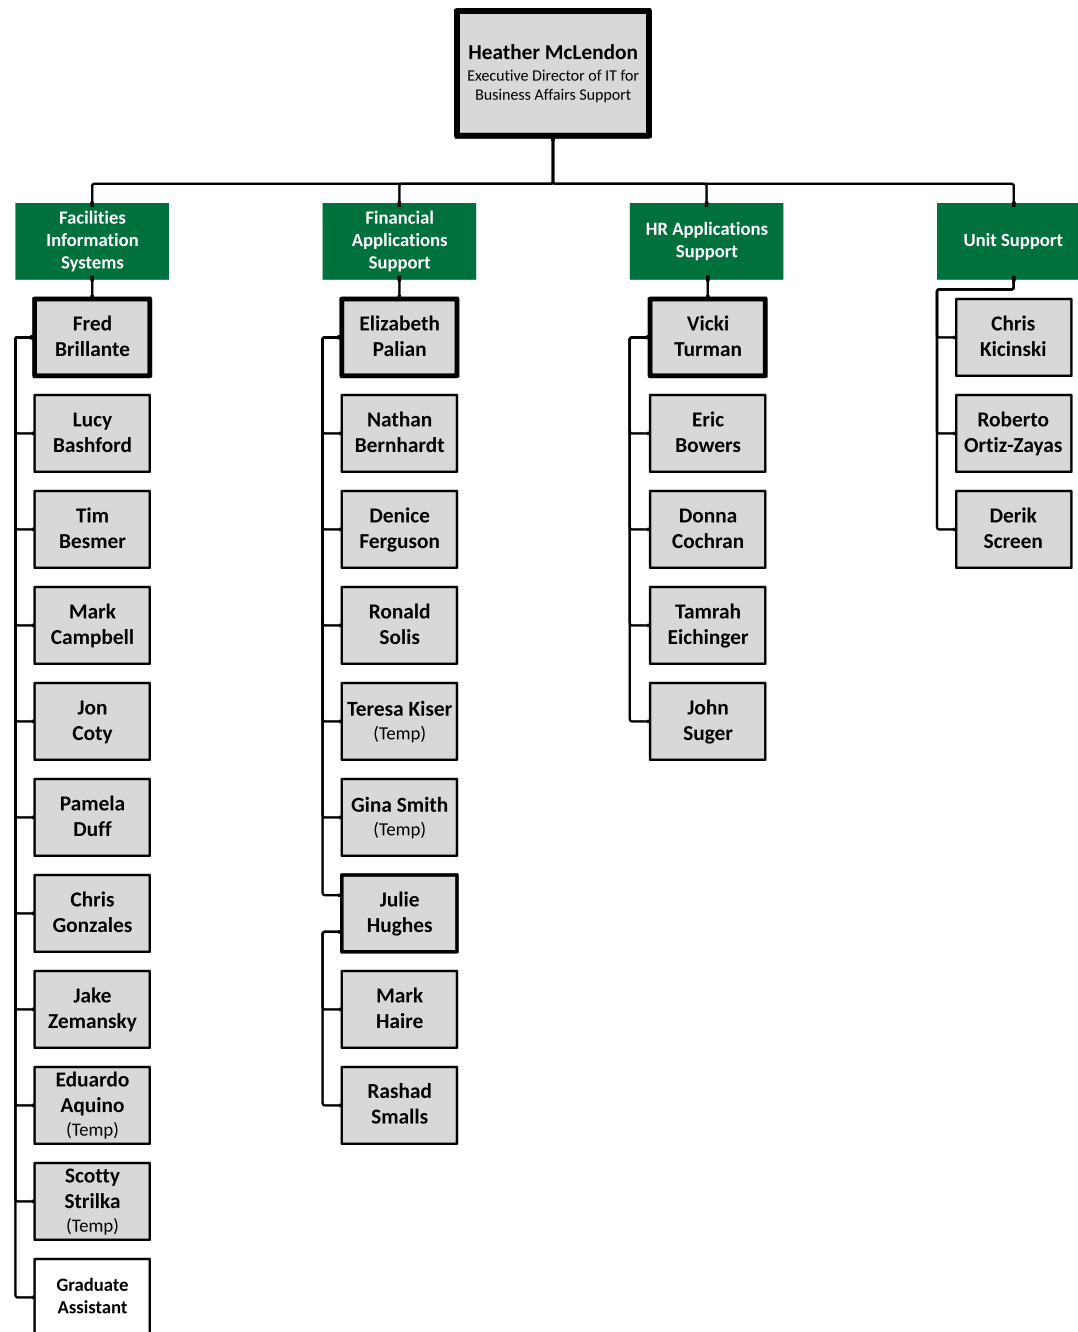 Heather McLendon
Executive Director of IT for
Business Affairs Support
Facilities
Information
Systems
Fred
Brillante
Lucy
Bashford
Tim
Besmer
Mark
Campbell
Jon
Coty
Pamela
Duff
Chris
Gonzales
Jake
Zemansky
Eduardo
Aquino
(Temp)
Scotty
Strilka
(Temp)
Graduate
Assistant
Financial
Applications
Support
Elizabeth
Palian
Nathan
Bernhardt
Denice
Ferguson
Ronald
Solis
Teresa Kiser
(Temp)
Gina Smith
(Temp)
Julie
Hughes
Mark
Haire
Rashad
Smalls
HR Applications
Support
Vicki
Turman
Eric
Bowers
Donna
Cochran
Tamrah
Eichinger
John
Suger
Unit Support
Chris
Kicinski
Roberto
Ortiz-Zayas
Derik
Screen